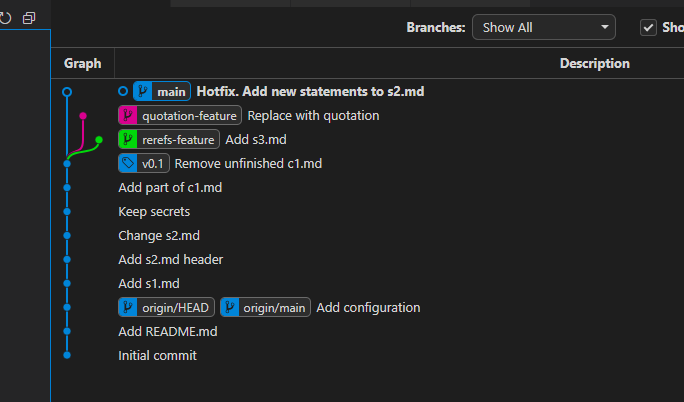 Branches: Show All Sho
Graph Description
main Hotfix. Add new statements to s2.md
quotation-feature Replace with quotation
rerefs-feature Add s3.md
v0.1 Remove unfinished c1.md
Add part of c1.md
Keep secrets
Change s2.md
Add s2.md header
Add s1.md
origin/HEAD origin/main Add configuration
Add README.md
Initial commit